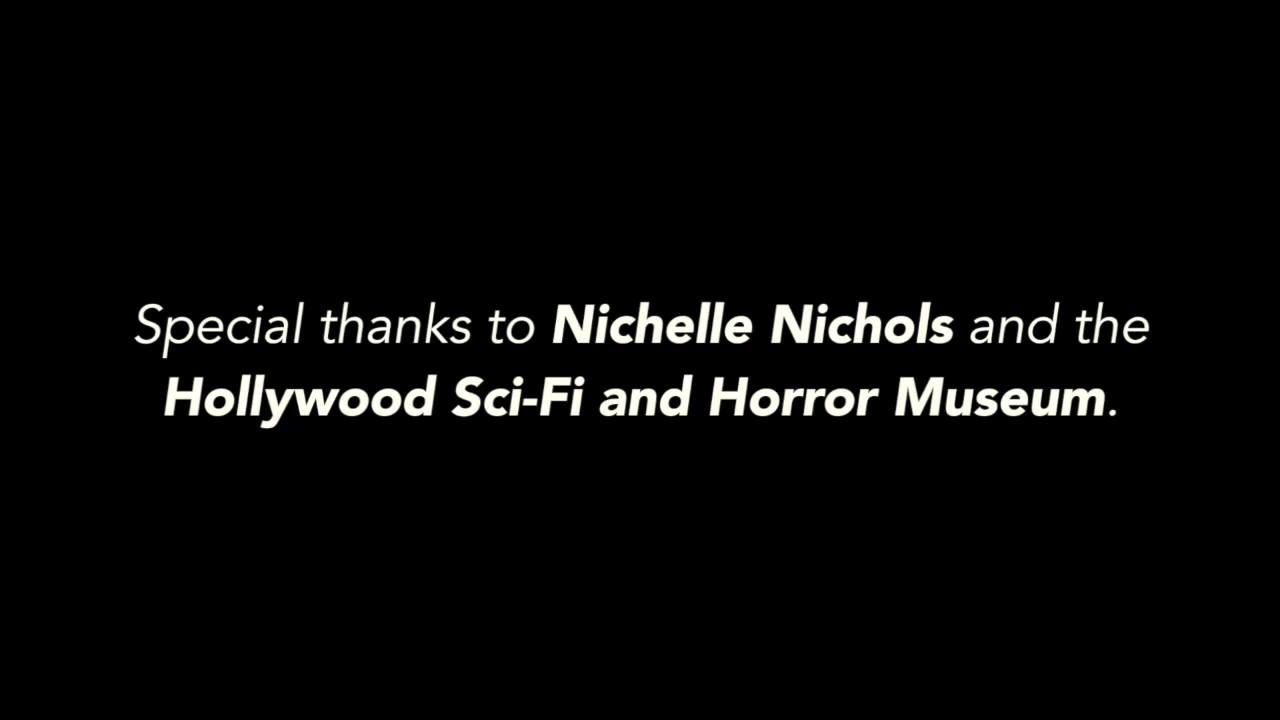 Special thanks to Nichelle Nichols and the
Hollywood Sci-Fi and Horror Museum.